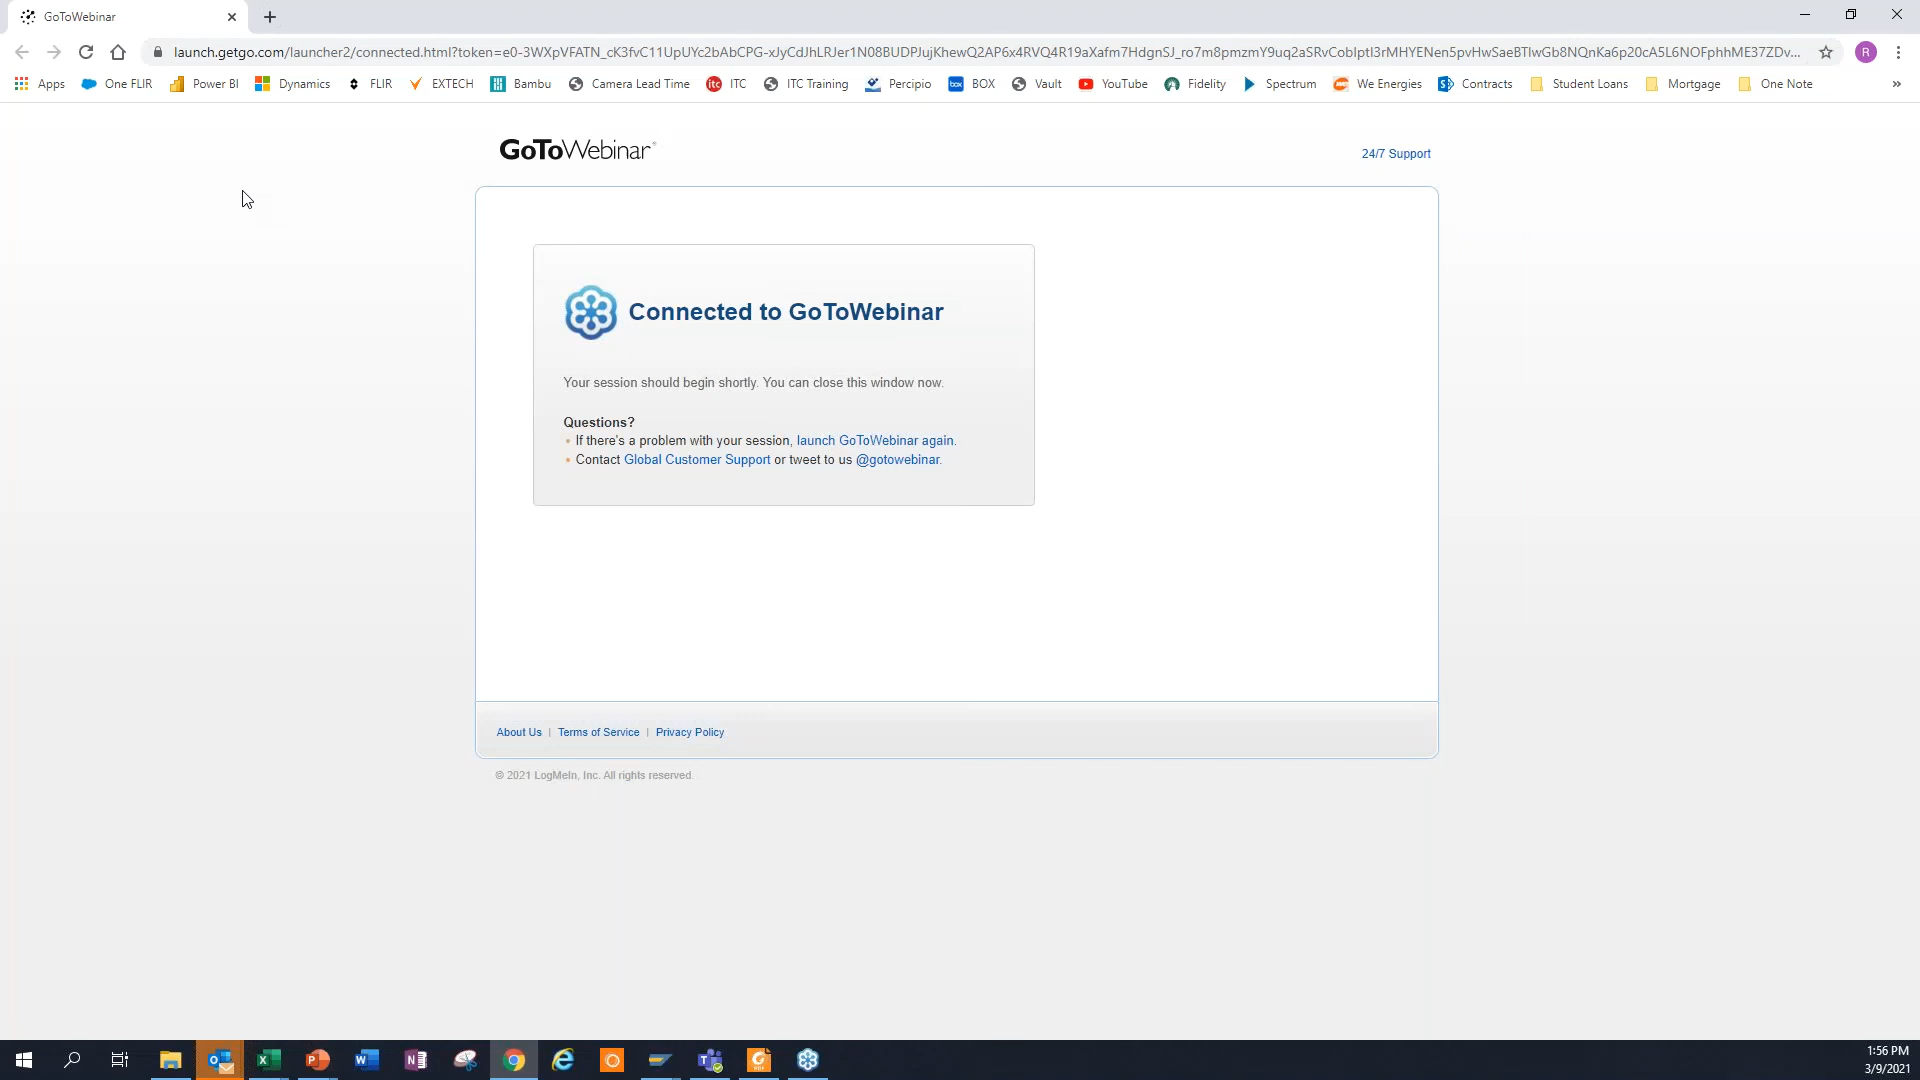 GoToWebinar
launch.getgo.com/launcher2/connected.html?token=e0-3WXpVFATN_cK3fvC11UpUYc2bAbCPG-xJyCdJhLRJer1N08BUDPJujKhewQ2AP6x4RVQ4R19aXafm7HdgnSJ_ro7m8pmzmY9uq2aSRvCobIptI3rMHYENen5pvHwSaeBTIwGb8NQnKa6p20cA5L6NOFphhME37ZDv...
R
Apps One FLIR Power BI Dynamics FLIR EXTECH Bambu Camera Lead Time itc ITC ITC Training Percipio box BOX Vault YouTube Fidelity Spectrum We Energies Contracts Student Loans Mortgage One Note »
GoToWebinar
24/7 Support
Connected to GoToWebinar
Your session should begin shortly. You can close this window now.
Questions?
• If there's a problem with your session, launch GoToWebinar again.
• Contact Global Customer Support or tweet to us @gotowebinar.
About Us | Terms of Service | Privacy Policy
© 2021 LogMeIn, Inc. All rights reserved.
1:56 PM
3/9/2021